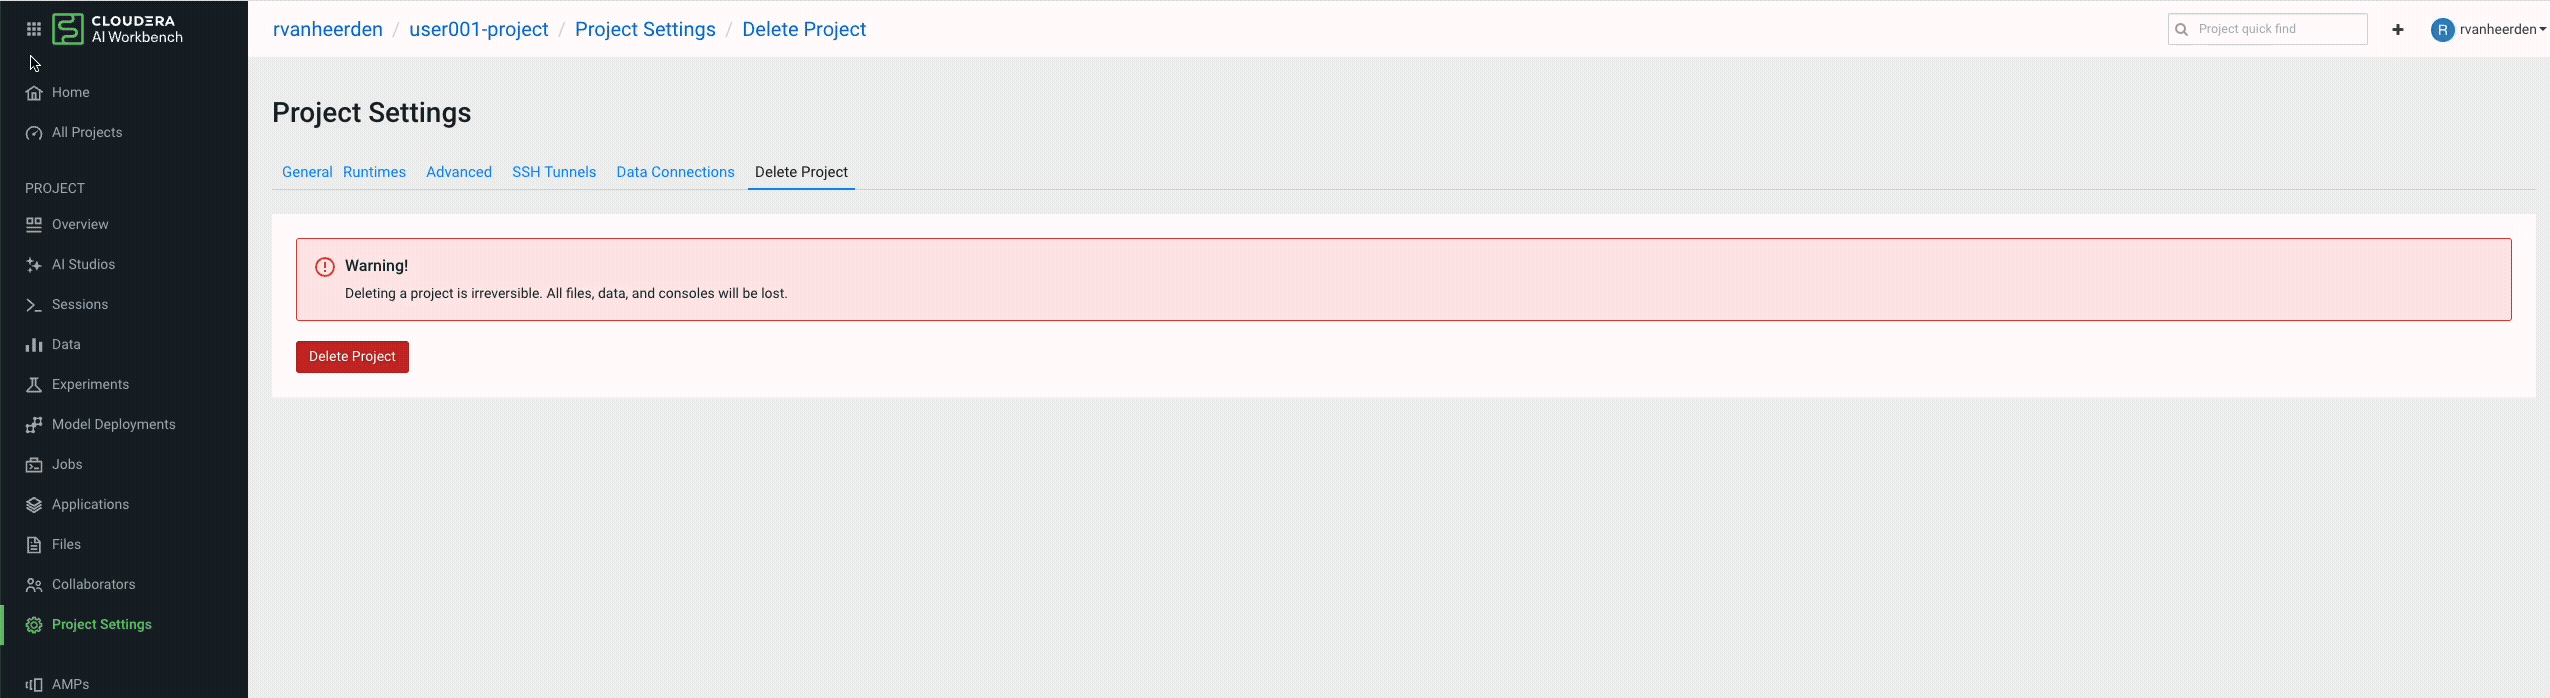 CLOUDERA
AI Workbench
rvanheerden / user001-project / Project Settings / Delete Project
Project quick find
R rvanheerden
Home
All Projects
PROJECT
Overview
AI Studios
Sessions
Data
Experiments
Model Deployments
Jobs
Applications
Files
Collaborators
Project Settings
AMPs
Project Settings
General Runtimes Advanced SSH Tunnels Data Connections Delete Project
Warning!
Deleting a project is irreversible. All files, data, and consoles will be lost.
Delete Project